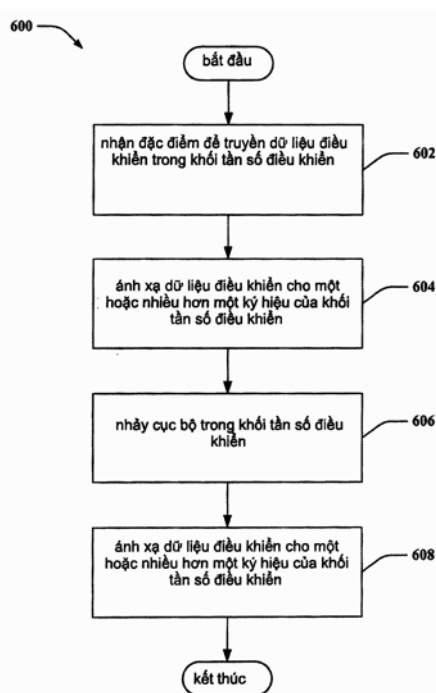 600
bắt đầu
nhận đặc điểm để truyền dữ liệu điều
khiển trong khối tần số điều khiển
602
ánh xạ dữ liệu điều khiển cho một
hoặc nhiều hơn một ký hiệu của khối
tần số điều khiển
604
nhảy cục bộ trong khối tần số điều
khiển
606
ánh xạ dữ liệu điều khiển cho một
hoặc nhiều hơn một ký hiệu của khối
tần số điều khiển
608
kết thúc